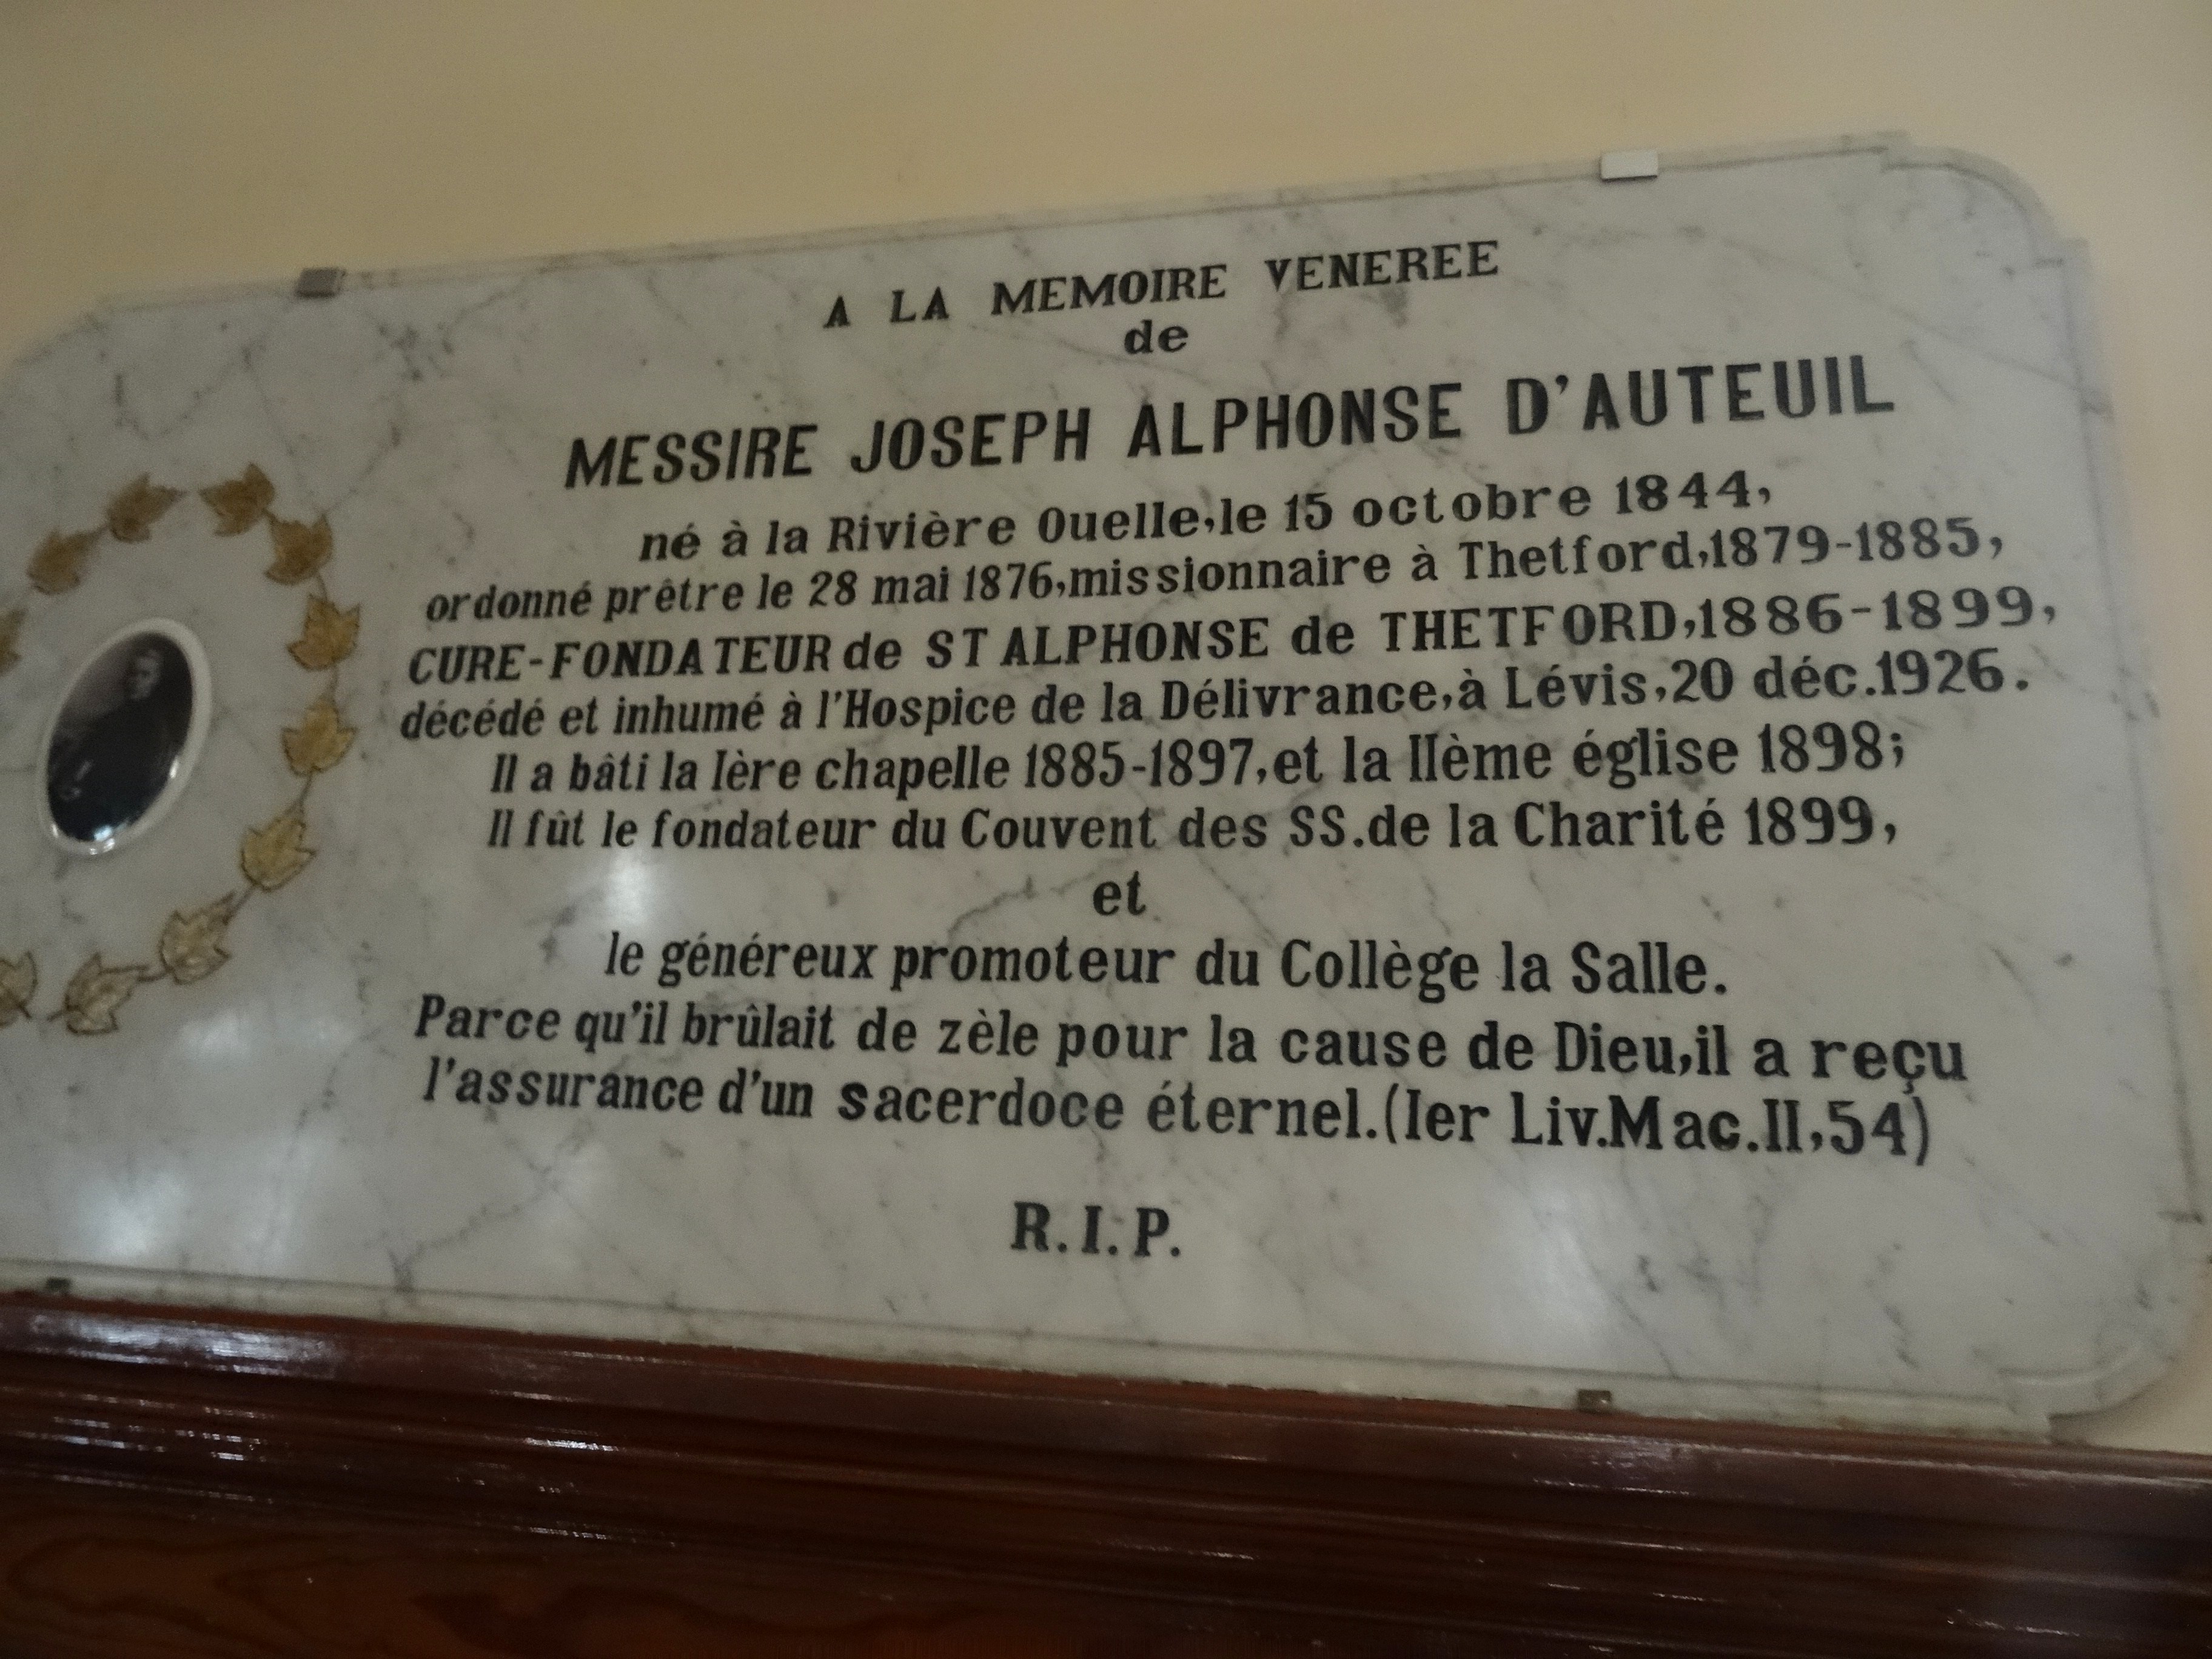 A LA MEMOIRE VENEREE
de
MESSIRE JOSEPH ALPHONSE D'AUTEUIL
né à la Rivière Ouelle,le 15 octobre 1844,
ordonné prêtre le 28 mai 1876,missionnaire à Thetford,1879-1885,
CURE-FONDATEUR de ST ALPHONSE de THETFORD,1886-1899,
décédé et inhumé à l'Hospice de la Délivrance,à Lévis,20 déc.1926.
Il a bâti la Ière chapelle 1885-1897,et la IIème église 1898;
Il fût le fondateur du Couvent des SS.de la Charité 1899,
et
le généreux promoteur du Collège la Salle.
Parce qu'il brûlait de zèle pour la cause de Dieu,il a reçu
l'assurance d'un sacerdoce éternel.(Ier Liv.Mac.II,54)
R.I.P.